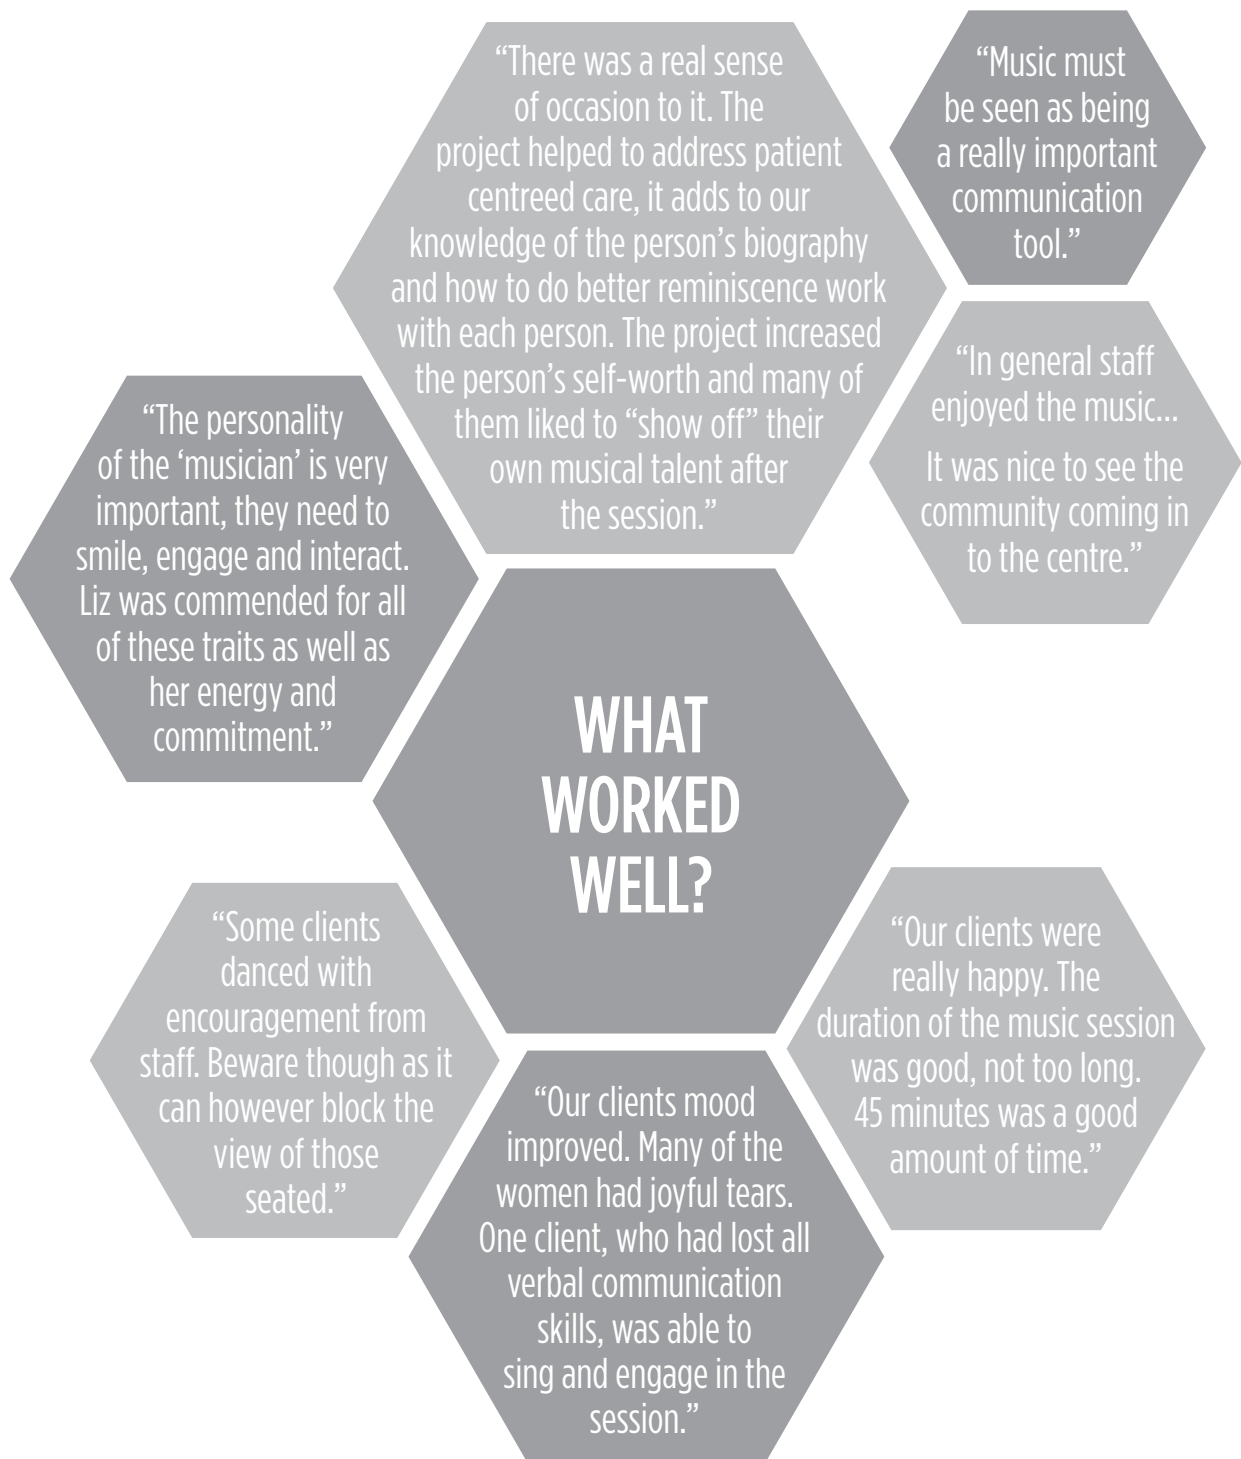 “There was a real sense
of occasion to it. The
project helped to address patient
centreed care, it adds to our
knowledge of the person’s biography
and how to do better reminiscence work
with each person. The project increased
the person’s self-worth and many of
them liked to “show off” their
own musical talent after
the session.”
“Music must
be seen as being
a really important
communication
tool.”
“In general staff
enjoyed the music...
It was nice to see the
community coming in
to the centre.”
“The personality
of the ‘musician’ is very
important, they need to
smile, engage and interact.
Liz was commended for all
of these traits as well as
her energy and
commitment.”
WHAT
WORKED
WELL?
“Some clients
danced with
encouragement from
staff. Beware though as it
can however block the
view of those
seated.”
“Our clients mood
improved. Many of the
women had joyful tears.
One client, who had lost all
verbal communication
skills, was able to
sing and engage in the
session.”
“Our clients were
really happy. The
duration of the music session
was good, not too long.
45 minutes was a good
amount of time.”